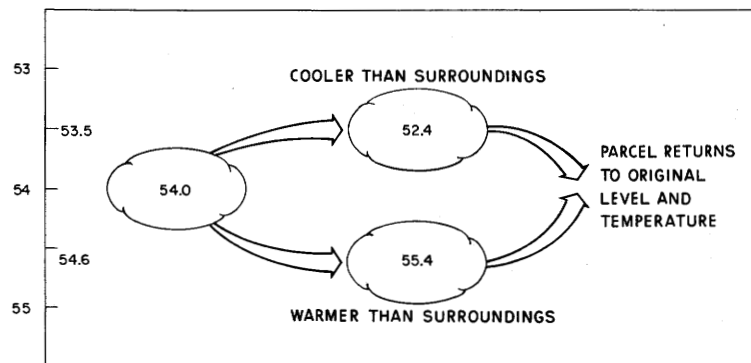 53
COOLER THAN SURROUNDINGS
53.5
52.4
PARCEL RETURNS
TO ORIGINAL
LEVEL AND
TEMPERATURE
54
54.0
54.6
55.4
55
WARMER THAN SURROUNDINGS